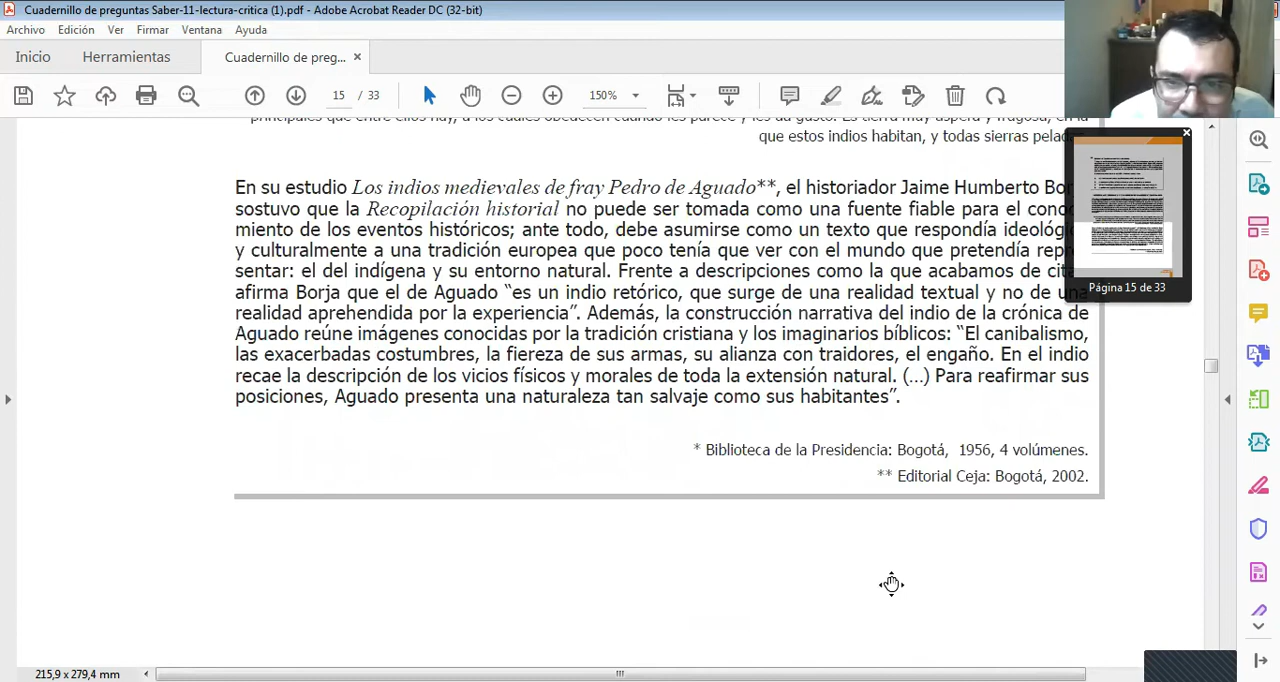 Cuadernillo de preguntas Saber-11-lectura-critica (1).pdf - Adobe Acrobat Reader DC (32-bit)
Archivo Edición Ver Firmar Ventana Ayuda
Inicio Herramientas Cuadernillo de preg... ×
15 / 33 150%
principales que entre ellos hay, a los cuales obedecen cuando les parece y les da gusto. Es tierra muy áspera y fragosa, en la
que estos indios habitan, y todas sierras peladas.
En su estudio Los indios medievales de fray Pedro de Aguado**, el historiador Jaime Humberto Bor
sostuvo que la Recopilación historial no puede ser tomada como una fuente fiable para el cono
miento de los eventos históricos; ante todo, debe asumirse como un texto que respondía ideológi
y culturalmente a una tradición europea que poco tenía que ver con el mundo que pretendía repr
sentar: el del indígena y su entorno natural. Frente a descripciones como la que acabamos de cita
afirma Borja que el de Aguado “es un indio retórico, que surge de una realidad textual y no de una
realidad aprehendida por la experiencia”. Además, la construcción narrativa del indio de la crónica de
Aguado reúne imágenes conocidas por la tradición cristiana y los imaginarios bíblicos: “El canibalismo,
las exacerbadas costumbres, la fiereza de sus armas, su alianza con traidores, el engaño. En el indio
recae la descripción de los vicios físicos y morales de toda la extensión natural. (...) Para reafirmar sus
posiciones, Aguado presenta una naturaleza tan salvaje como sus habitantes”.
* Biblioteca de la Presidencia: Bogotá, 1956, 4 volúmenes.
** Editorial Ceja: Bogotá, 2002.
Página 15 de 33
215,9 x 279,4 mm